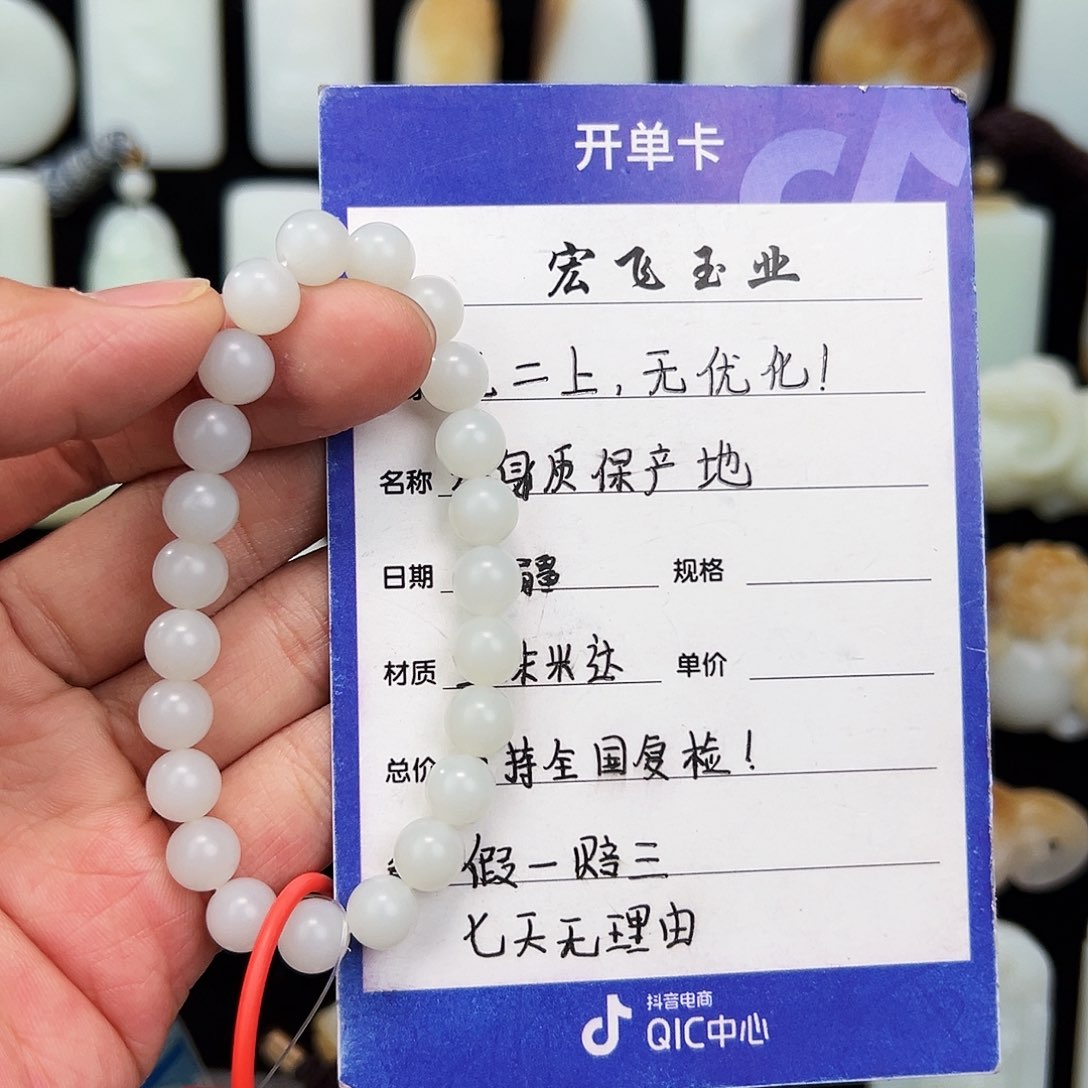 开单卡
宏飞玉业
二上，无优化！
名称 身质保产地
日期 疆 规格
材质 米达 单价
总价 持全国复检！
假一赔三
七天无理由
抖音电商
QIC中心